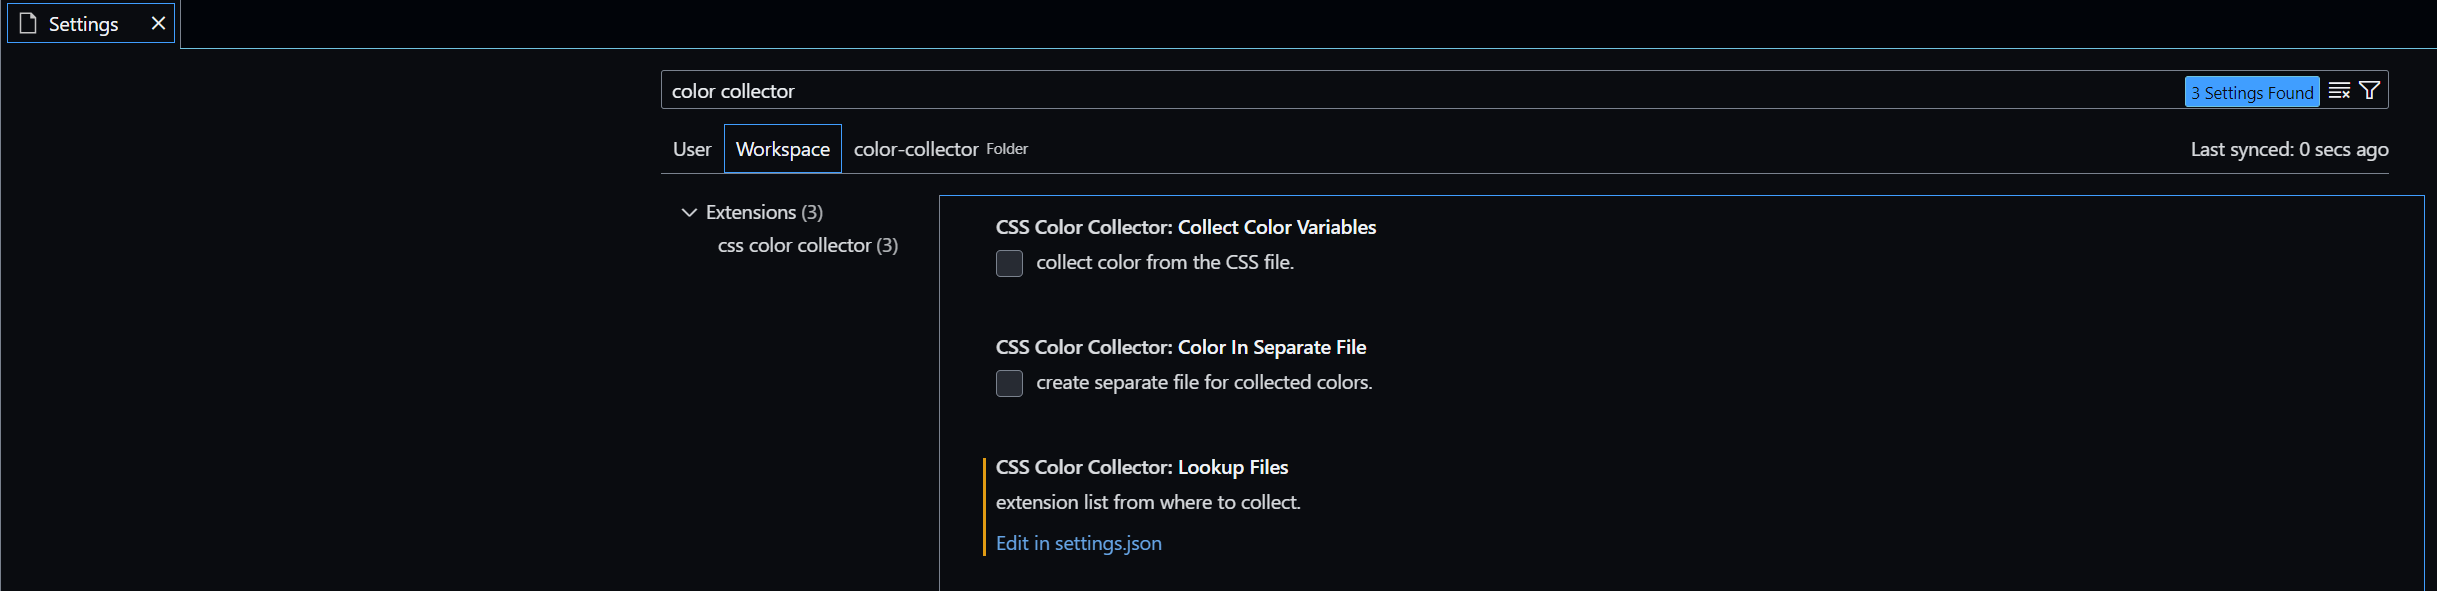 Settings
color collector
3 Settings Found
User
Workspace
color-collector Folder
Last synced: 0 secs ago
Extensions (3)
css color collector (3)
CSS Color Collector: Collect Color Variables
collect color from the CSS file.
CSS Color Collector: Color In Separate File
create separate file for collected colors.
CSS Color Collector: Lookup Files
extension list from where to collect.
Edit in settings.json